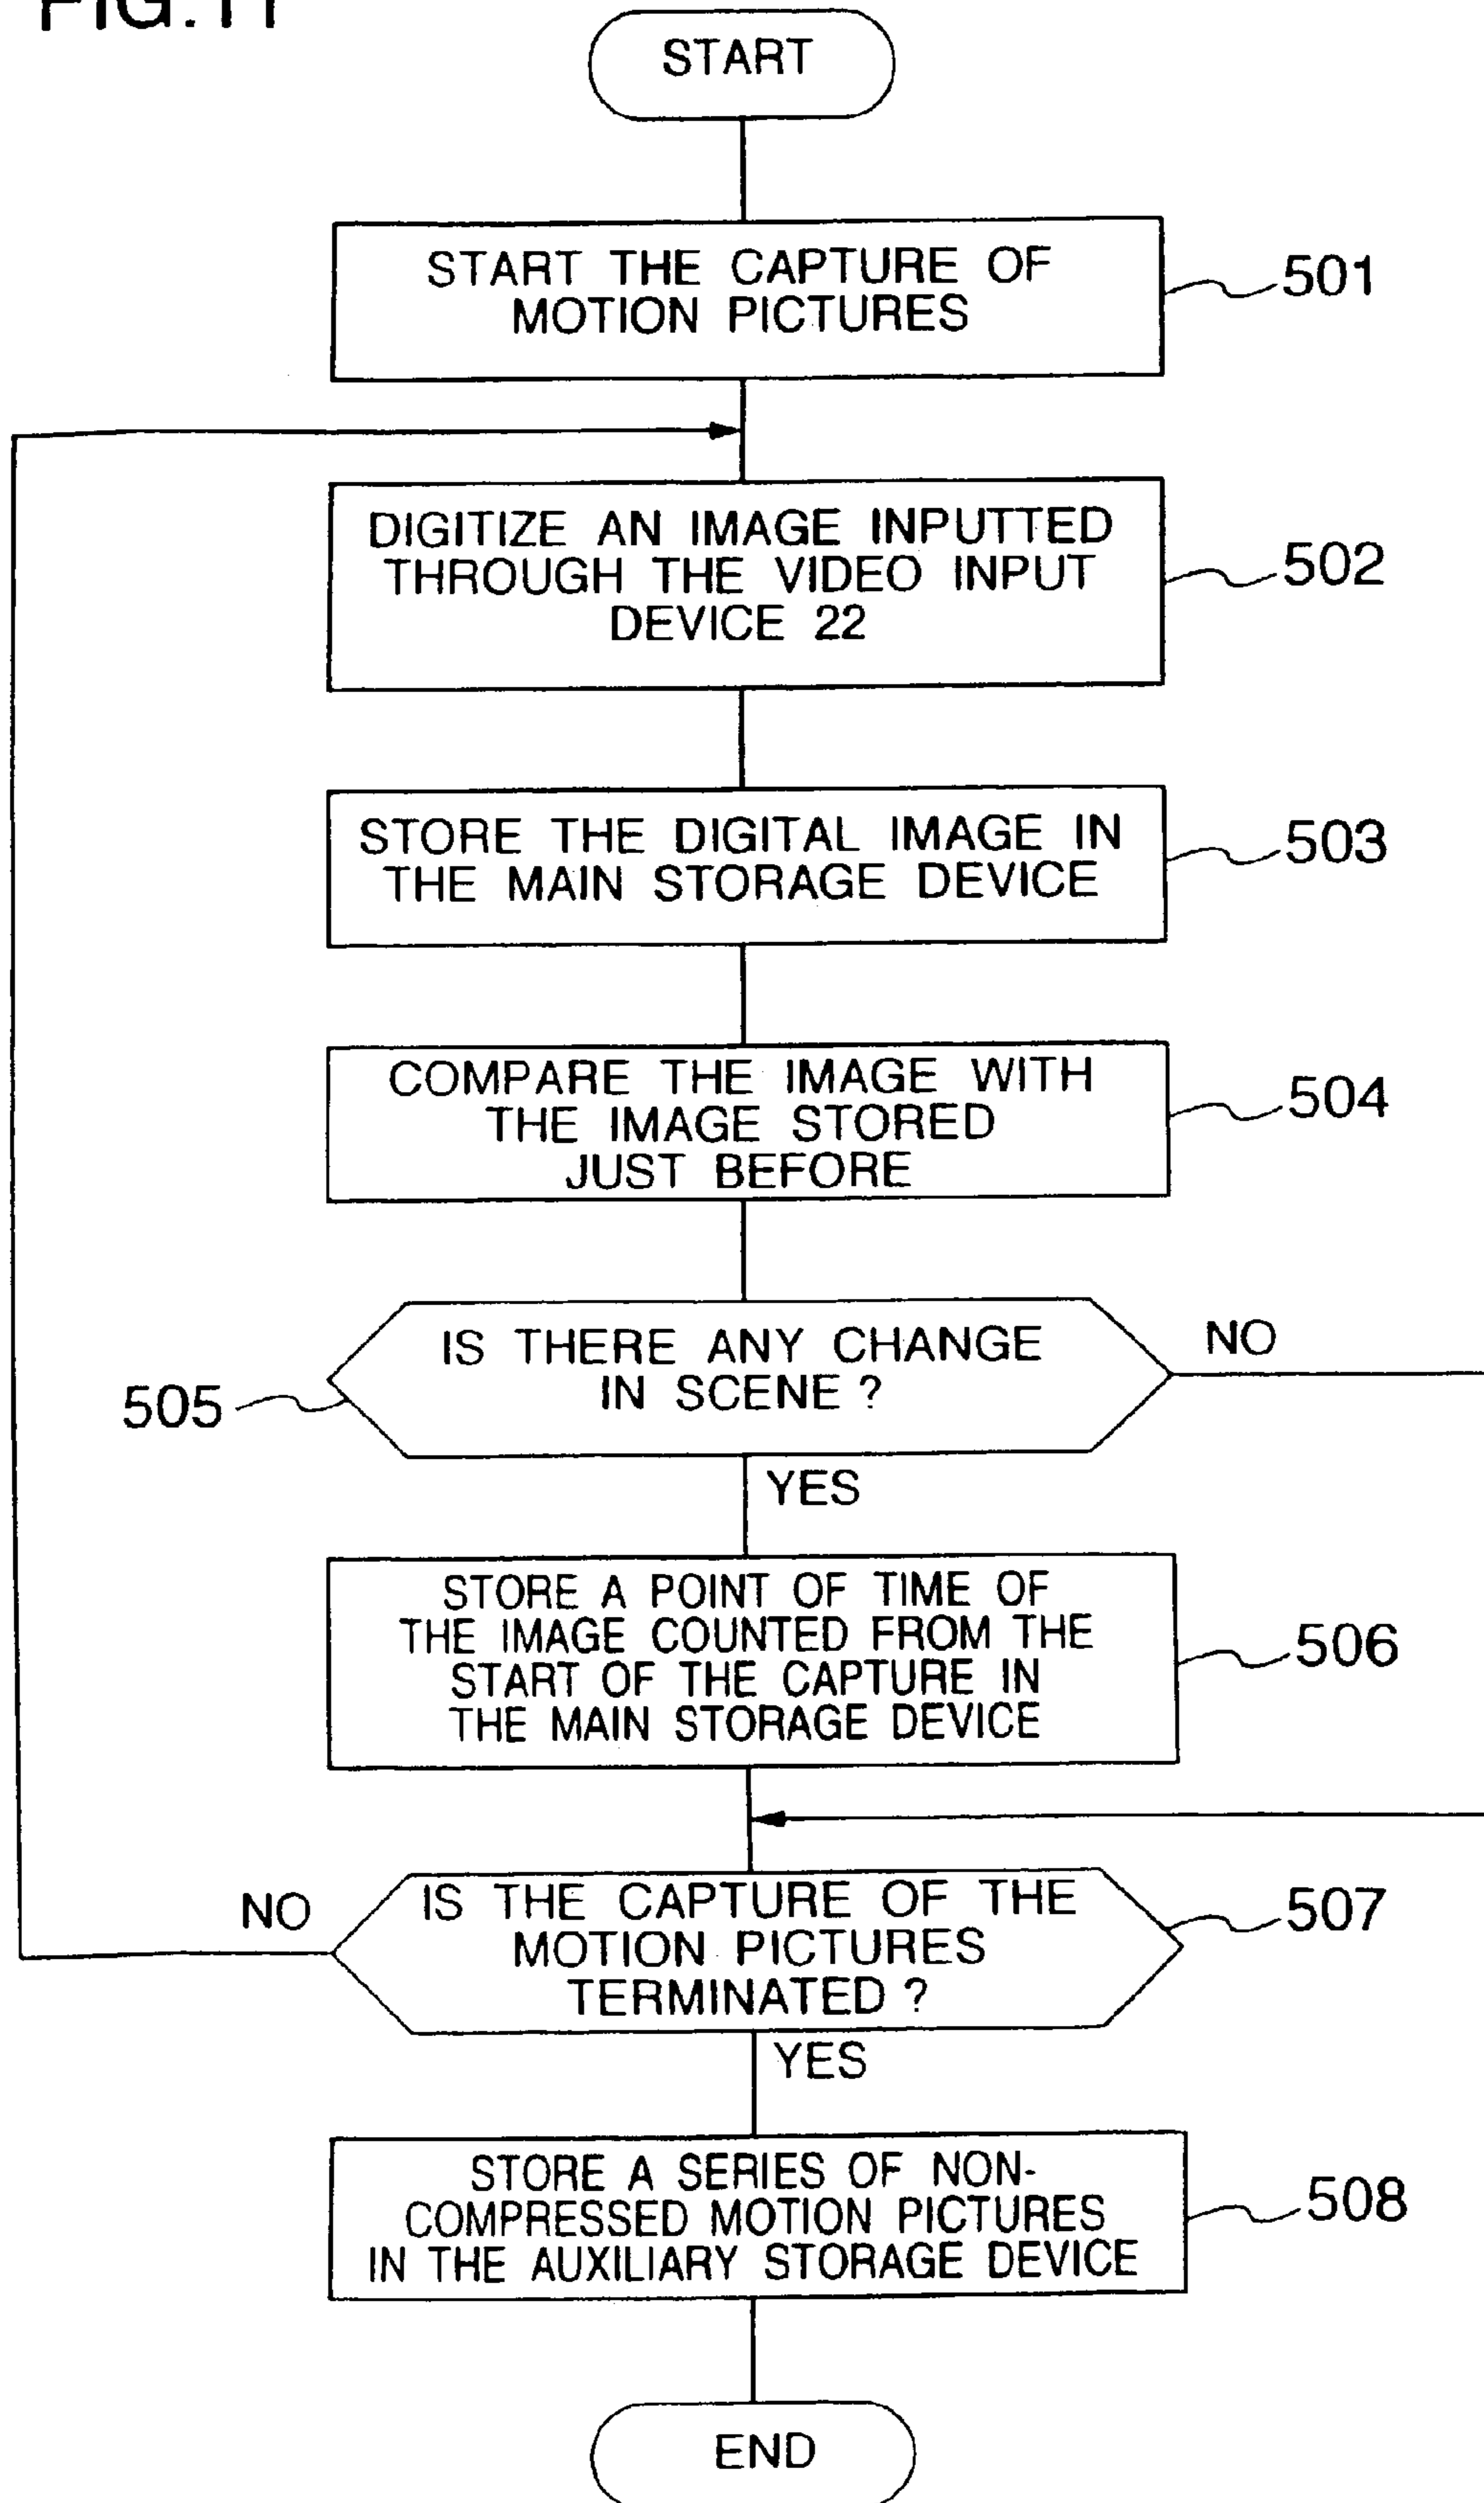 FIG.11
START
START THE CAPTURE OF
MOTION PICTURES
501
DIGITIZE AN IMAGE INPUTTED
THROUGH THE VIDEO INPUT
DEVICE 22
502
STORE THE DIGITAL IMAGE IN
THE MAIN STORAGE DEVICE
503
COMPARE THE IMAGE WITH
THE IMAGE STORED
JUST BEFORE
504
IS THERE ANY CHANGE
IN SCENE ?
NO
505
YES
STORE A POINT OF TIME OF
THE IMAGE COUNTED FROM THE
START OF THE CAPTURE IN
THE MAIN STORAGE DEVICE
506
NO
IS THE CAPTURE OF THE
MOTION PICTURES
TERMINATED ?
507
YES
STORE A SERIES OF NON-
COMPRESSED MOTION PICTURES
IN THE AUXILIARY STORAGE DEVICE
508
END